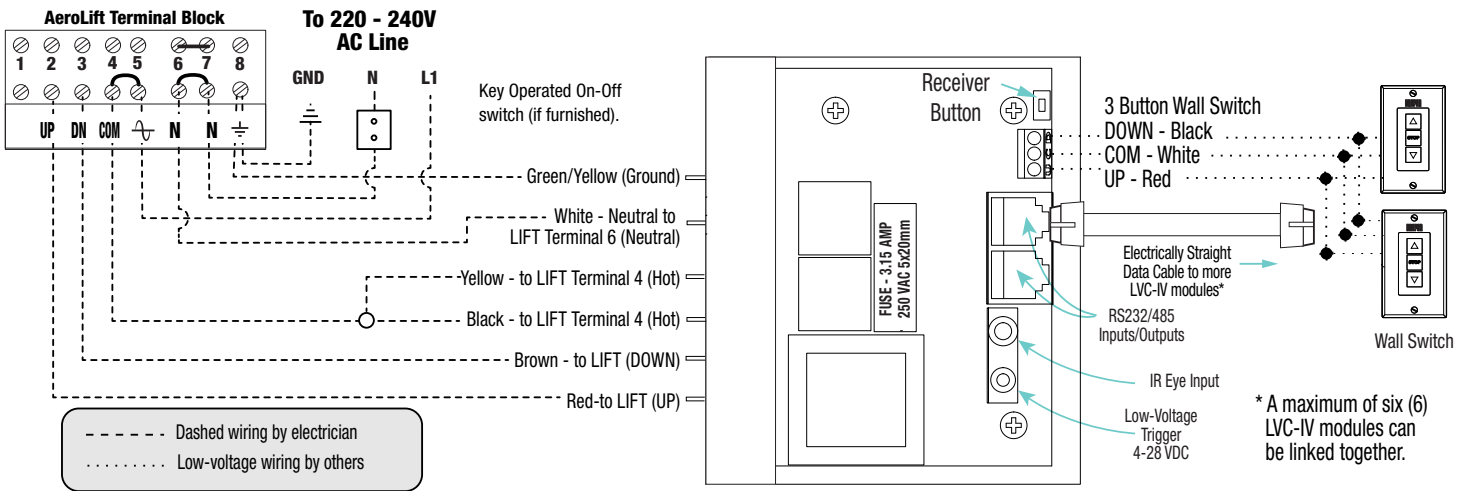 AeroLift Terminal Block
1 2 3 4 5 6 7 8
UP DN COM N N
To 220 - 240V
AC Line
GND N L1
Key Operated On-Off
switch (if furnished).
Green/Yellow (Ground)
White - Neutral to
LIFT Terminal 6 (Neutral)
Yellow - to LIFT Terminal 4 (Hot)
Black - to LIFT Terminal 4 (Hot)
Brown - to LIFT (DOWN)
Red-to LIFT (UP)
Dashed wiring by electrician
Low-voltage wiring by others
FUSE - 3.15 AMP
250 VAC 5x20mm
Receiver
Button
D
C
U
3 Button Wall Switch
DOWN - Black
COM - White
UP - Red
Electrically Straight
Data Cable to more
LVC-IV modules*
RS232/485
Inputs/Outputs
IR Eye Input
Low-Voltage
Trigger
4-28 VDC
STOP
STOP
Wall Switch
* A maximum of six (6)
LVC-IV modules can
be linked together.